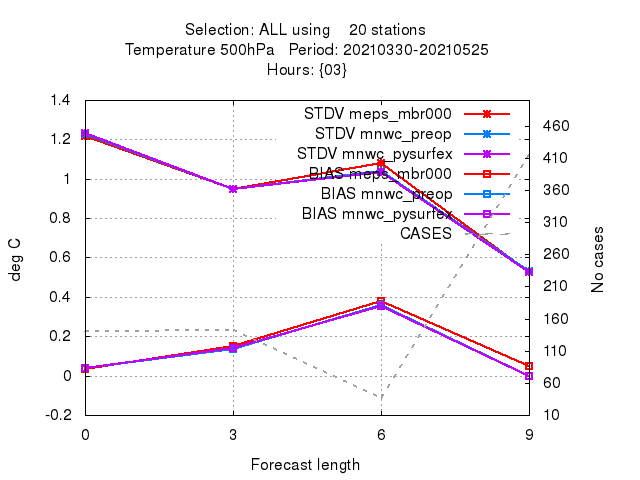 Selection: ALL using 20 stations
Temperature 500hPa Period: 20210330-20210525
Hours: {03}
1.4
1.2
1
0.8
0.6
0.4
0.2
0
-0.2
deg C
STDV meps_mbr000
STDV mnwc_preop
STDV mnwc_pysurfex
BIAS meps_mbr000
BIAS mnwc_preop
BIAS mnwc_pysurfex
CASES
460
410
360
310
260
210
160
110
60
10
No cases
0 3 6 9
Forecast length